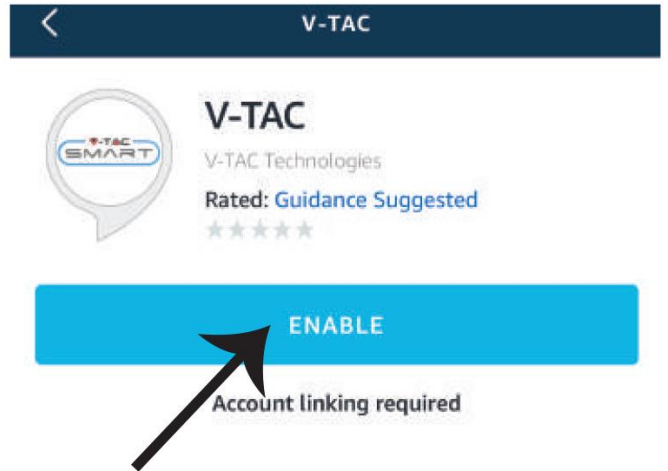 V-TAC
V-TAC
SMART
V-TAC
V-TAC Technologies
Rated: Guidance Suggested
ENABLE
Account linking required